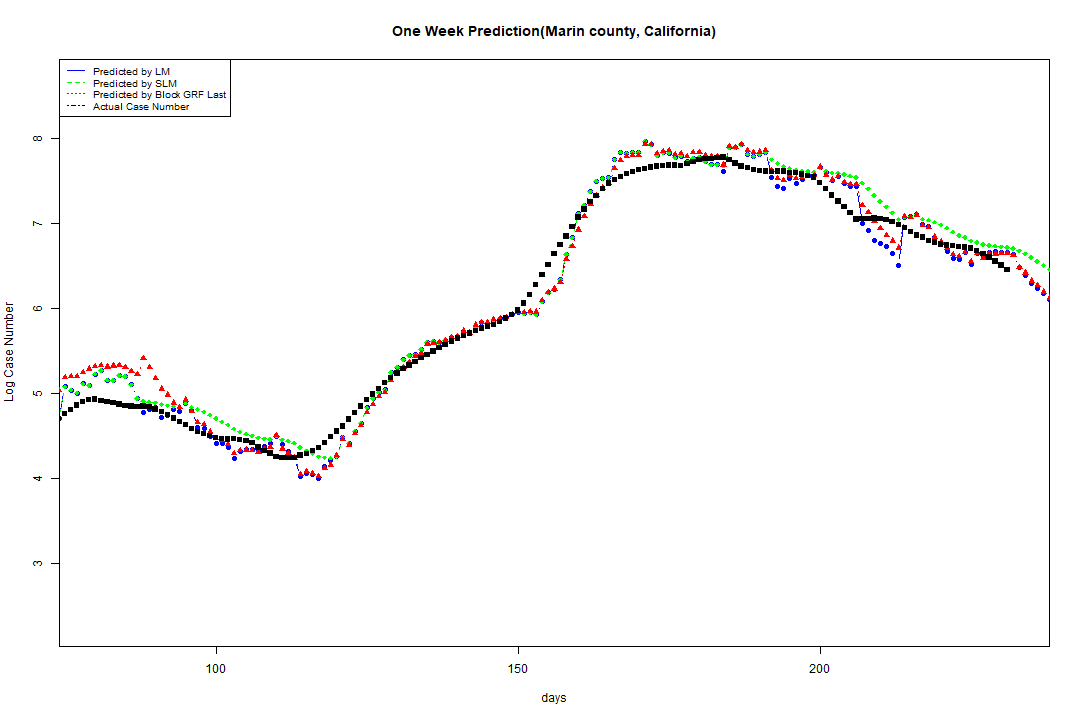 One Week Prediction(Marin county, California)
Predicted by LM
Predicted by SLM
Predicted by Block GRF Last
Actual Case Number
8
7
6
5
4
3
Log Case Number
100 150 200
days